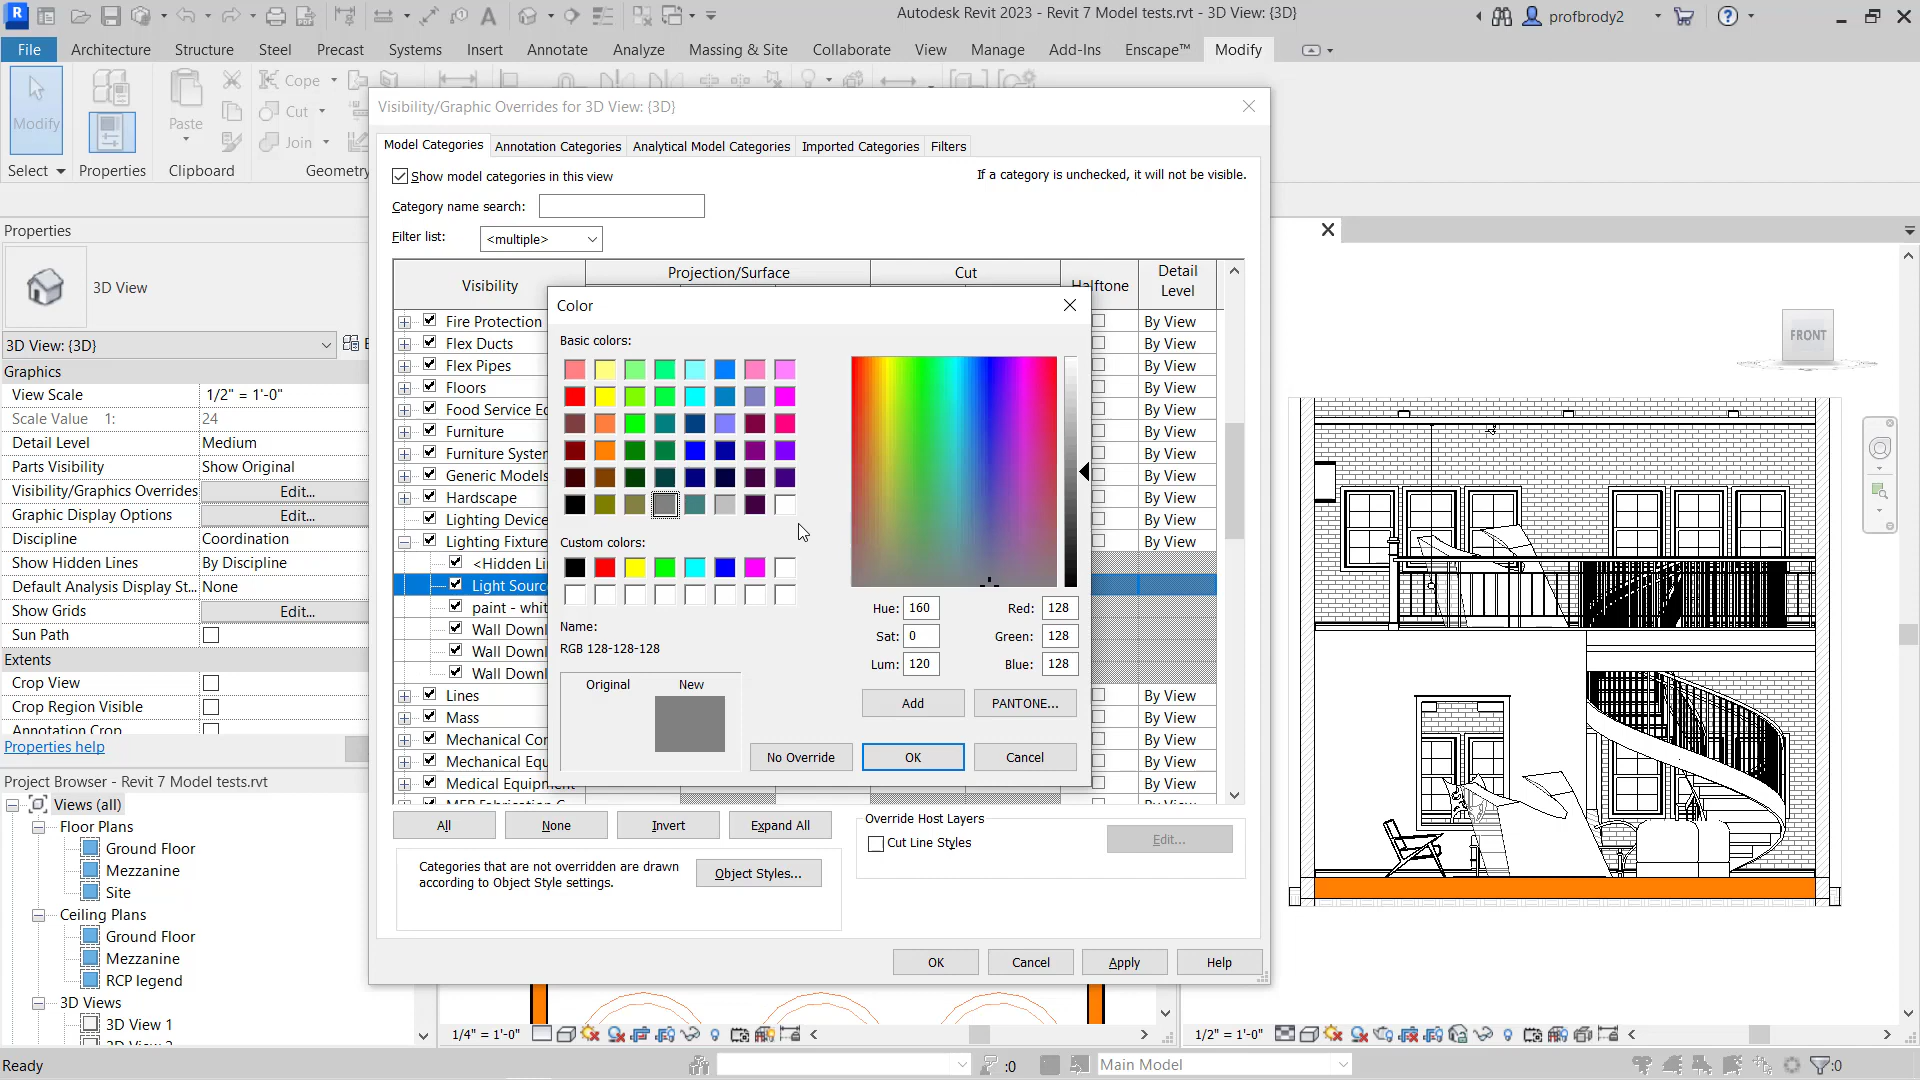 Autodesk Revit 2023 - Revit 7 Model tests.rvt - 3D View: {3D}
profbrody2
File
Architecture
Structure
Steel
Precast
Systems
Insert
Annotate
Analyze
Massing & Site
Collaborate
View
Manage
Add-Ins
Enscape™
Modify
Modify
Paste
Cope
Cut
Join
Select
Properties
Clipboard
Geometry
Properties
3D View
3D View: {3D}
Graphics
View Scale 1/2" = 1'-0"
Scale Value 1: 24
Detail Level Medium
Parts Visibility Show Original
Visibility/Graphics Overrides Edit...
Graphic Display Options Edit...
Discipline Coordination
Show Hidden Lines By Discipline
Default Analysis Display St... None
Show Grids Edit...
Sun Path
Extents
Crop View
Crop Region Visible
Annotation Crop
Properties help
Project Browser - Revit 7 Model tests.rvt
Views (all)
Floor Plans
Ground Floor
Mezzanine
Site
Ceiling Plans
Ground Floor
Mezzanine
RCP legend
3D Views
3D View 1
Visibility/Graphic Overrides for 3D View: {3D}
Model Categories
Annotation Categories
Analytical Model Categories
Imported Categories
Filters
Show model categories in this view
If a category is unchecked, it will not be visible.
Category name search:
Filter list: <multiple>
Visibility
Projection/Surface
Cut
Halftone
Detail Level
Fire Protection By View
Flex Ducts By View
Flex Pipes By View
Floors By View
Food Service Eq By View
Furniture By View
Furniture System By View
Generic Models By View
Hardscape By View
Lighting Device By View
Lighting Fixture By View
<Hidden Li
Light Sourc
paint - whit
Wall Downl
Wall Downl
Wall Downl
Lines By View
Mass By View
Mechanical Con By View
Mechanical Equ By View
Medical Equipment By View
Color
Basic colors:
Custom colors:
Name:
RGB 128-128-128
Original
New
Hue: 160
Sat: 0
Lum: 120
Red: 128
Green: 128
Blue: 128
Add
PANTONE...
No Override
OK
Cancel
All
None
Invert
Expand All
Categories that are not overridden are drawn
according to Object Style settings.
Object Styles...
Override Host Layers
Cut Line Styles
Edit...
OK
Cancel
Apply
Help
FRONT
1/4" = 1'-0"
1/2" = 1'-0"
Ready
:0
Main Model
:0